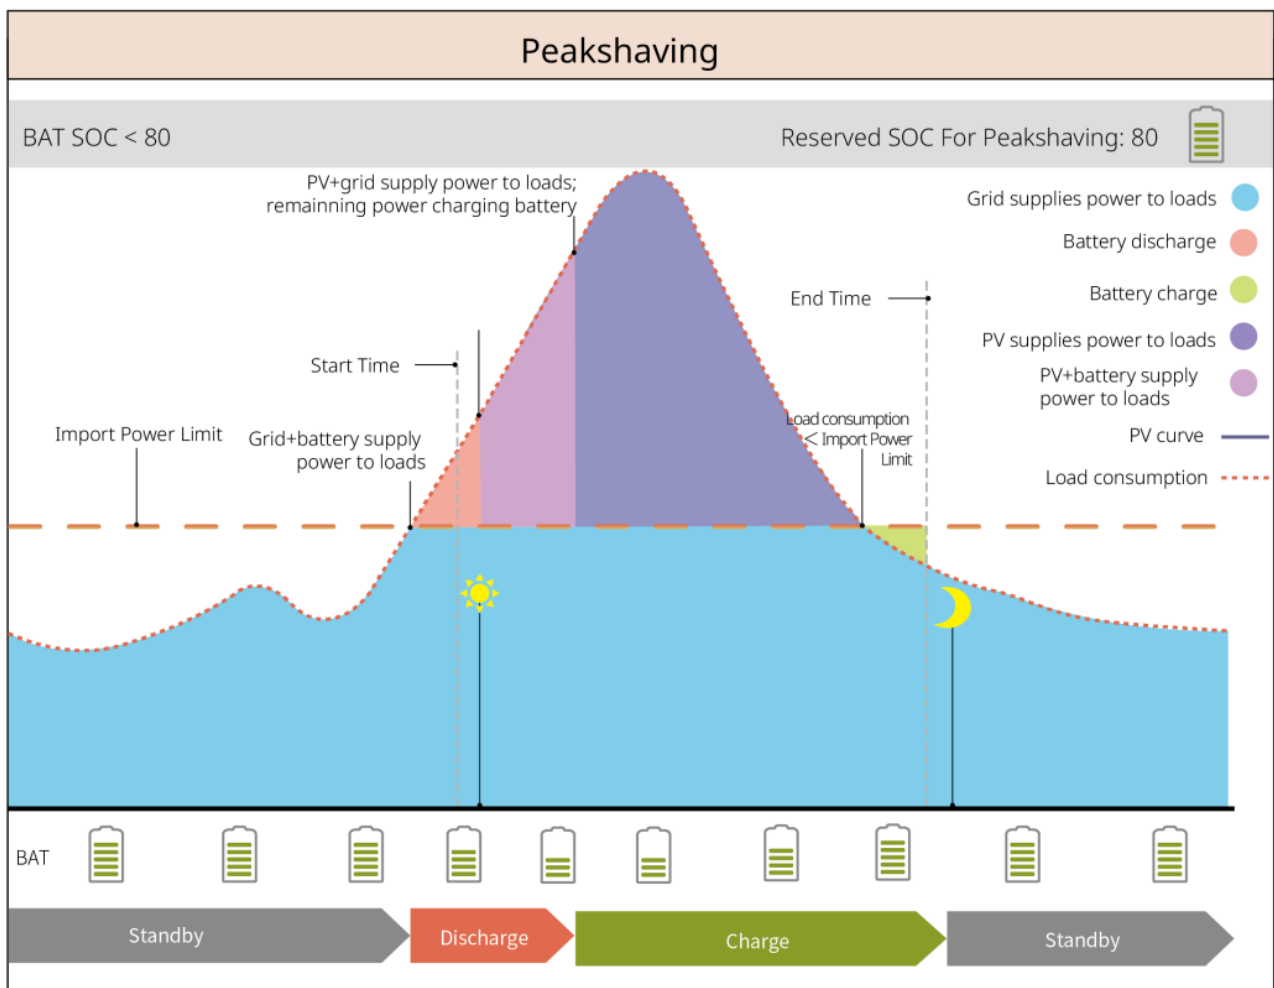 Peakshaving
BAT SOC < 80
Reserved SOC For Peakshaving: 80
PV+grid supply power to loads;
remainning power charging battery
Grid supplies power to loads
Battery discharge
Battery charge
End Time
PV supplies power to loads
Start Time
PV+battery supply
power to loads
Load consumption
< Import Power
Limit
PV curve
Import Power Limit
Grid+battery supply
power to loads
Load consumption
BAT
Standby
Discharge
Charge
Standby